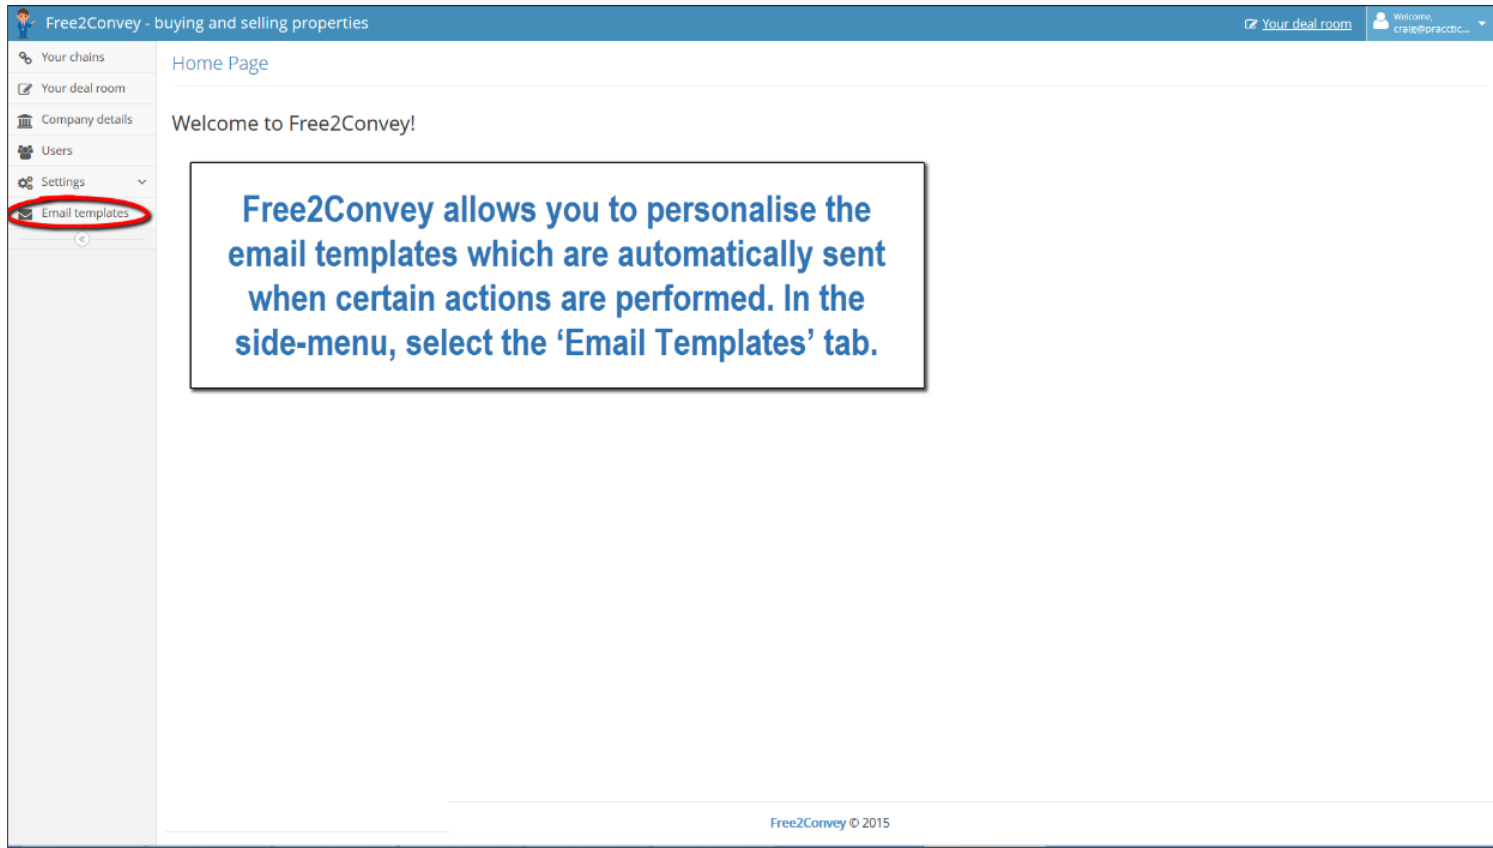 Free2Convey - buying and selling properties
Your deal room
Welcome,
craig@pracctic...
Your chains
Your deal room
Company details
Users
Settings
Email templates
Home Page
Welcome to Free2Convey!
Free2Convey allows you to personalise the
email templates which are automatically sent
when certain actions are performed. In the
side-menu, select the ‘Email Templates’ tab.
Free2Convey © 2015